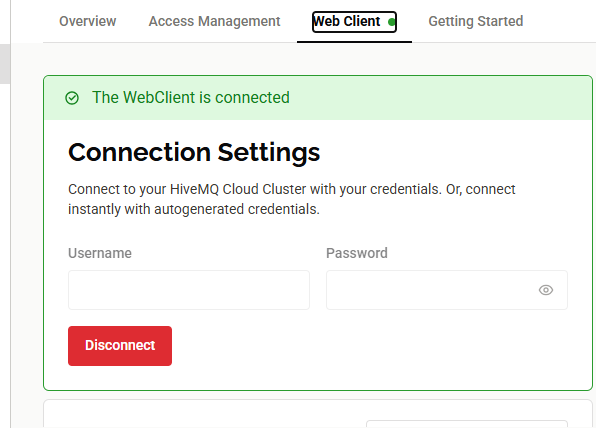 Overview Access Management Web Client Getting Started
The WebClient is connected
Connection Settings
Connect to your HiveMQ Cloud Cluster with your credentials. Or, connect
instantly with autogenerated credentials.
Username Password
Disconnect